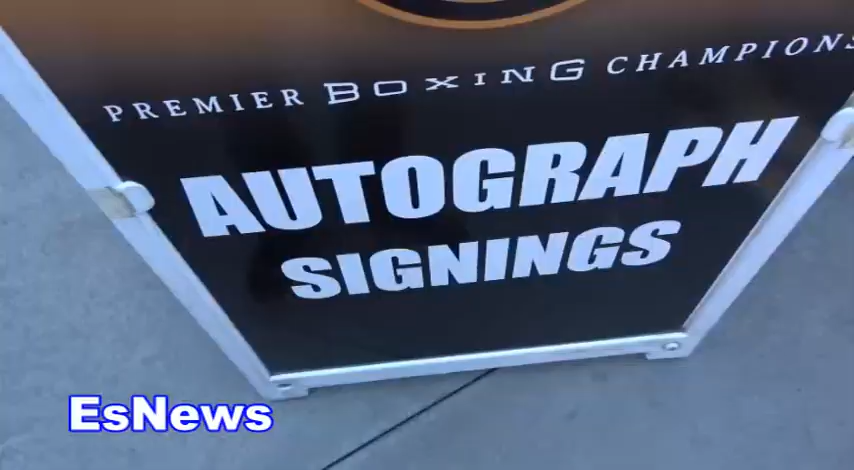 PREMIER BOXING CHAMPIONS
AUTOGRAPH
SIGNINGS
EsNews